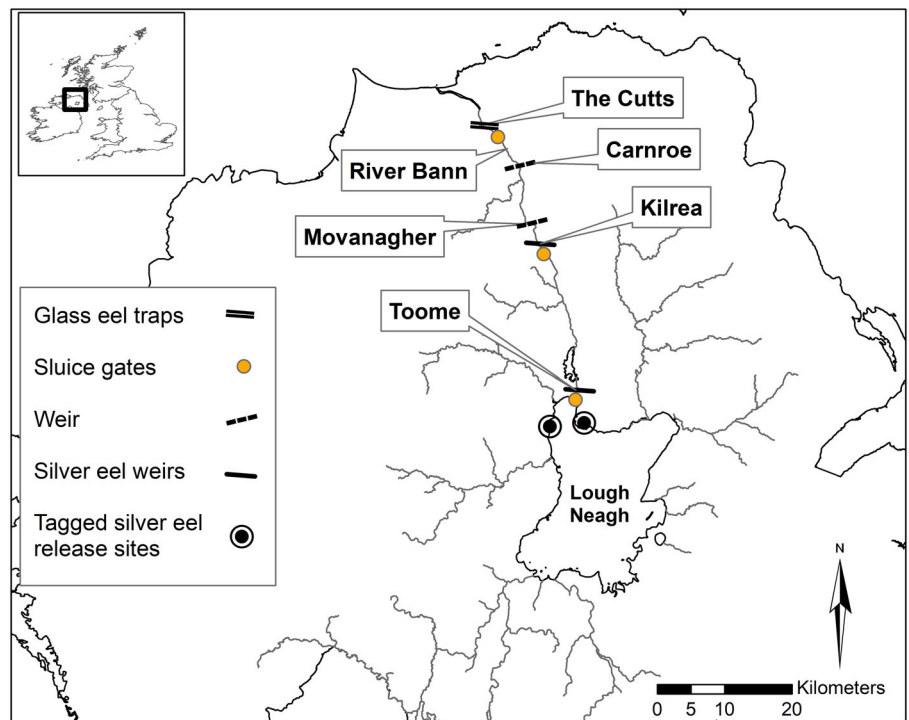 The Cutts
Carnroe
River Bann
Kilrea
Movanagher
Toome
Glass eel traps
Sluice gates
Weir
Silver eel weirs
Tagged silver eel
release sites
Lough
Neagh
N
Kilometers
0 5 10 20